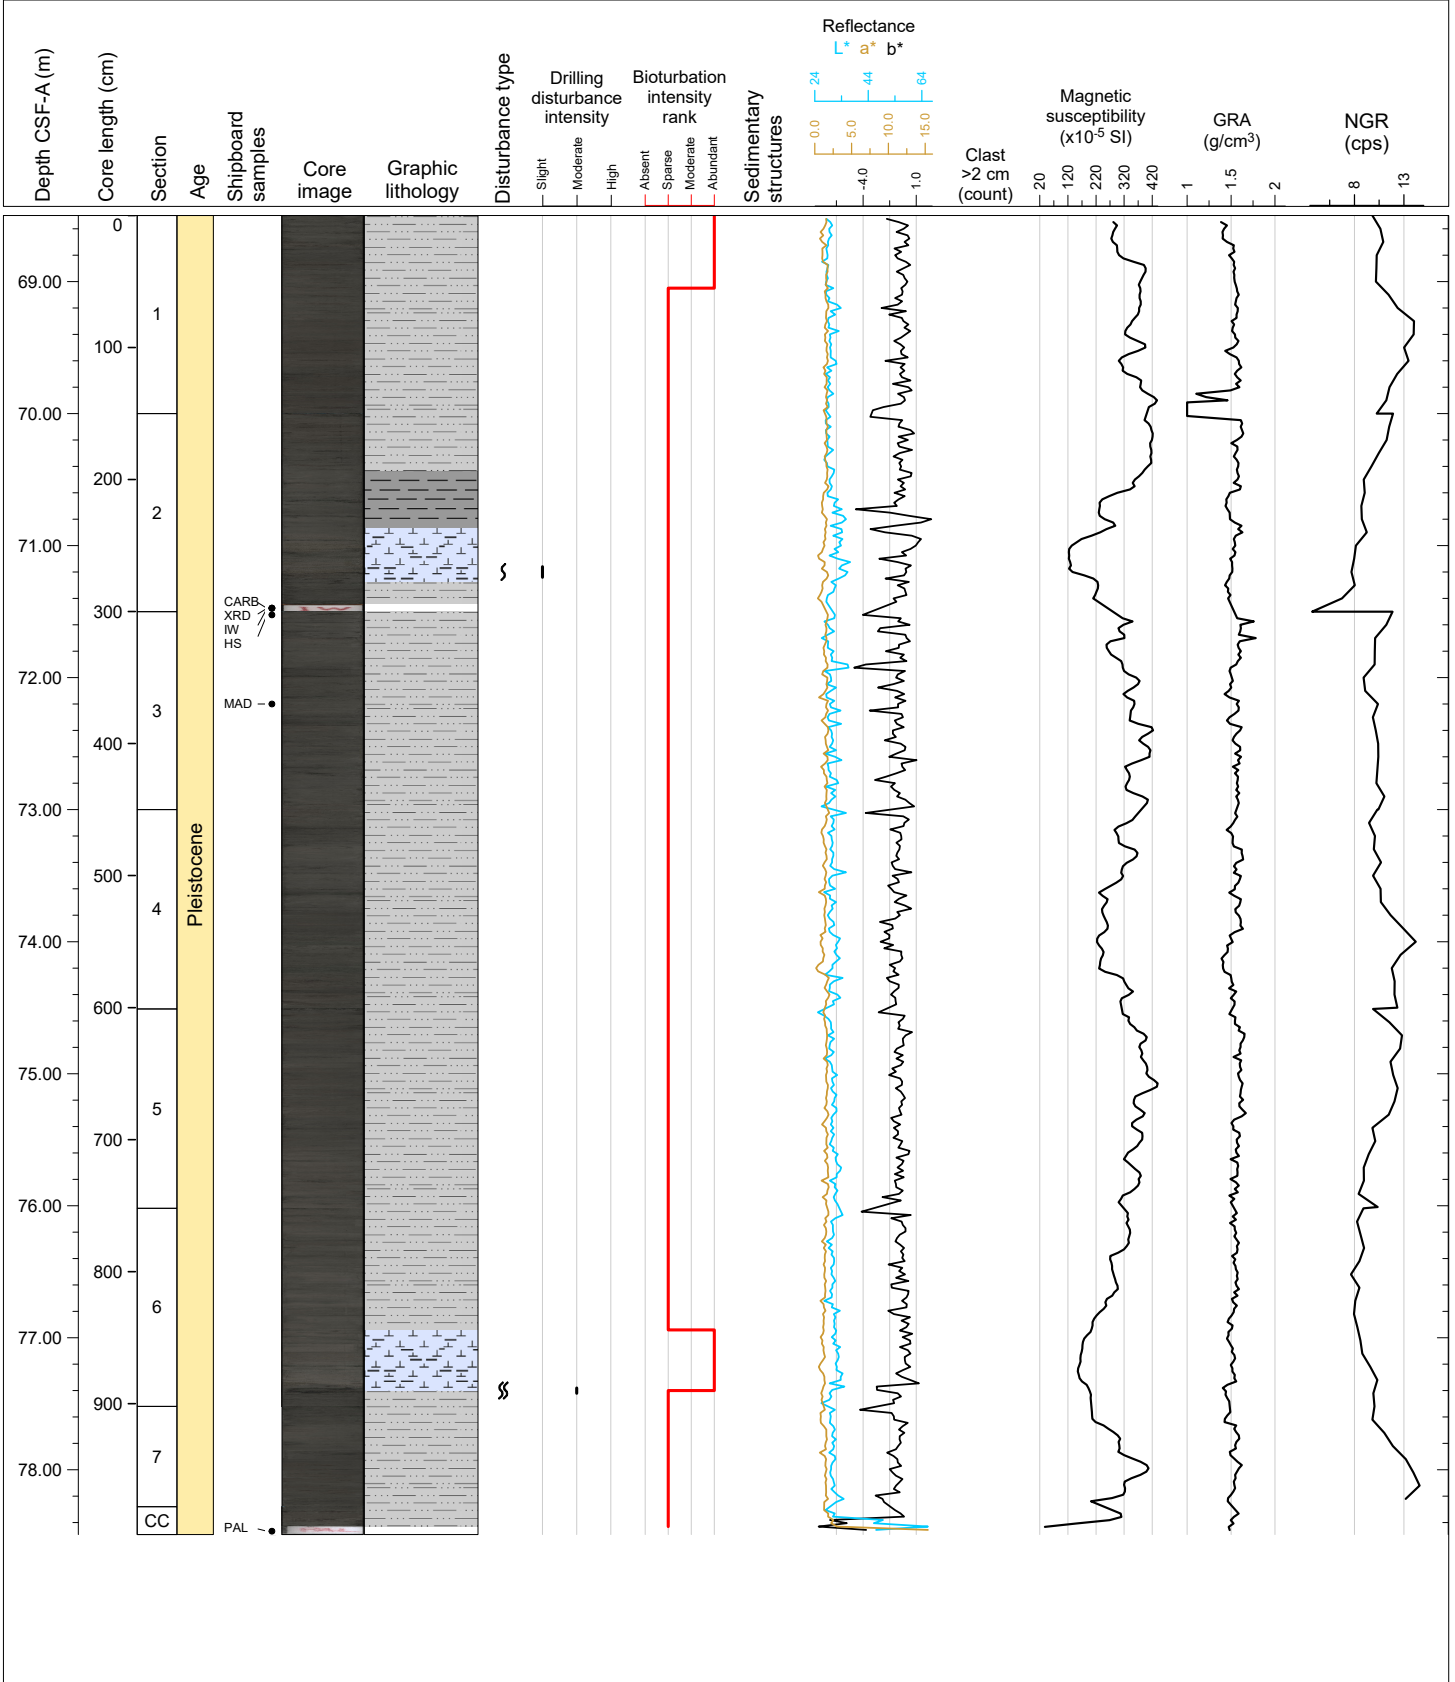 Depth CSF-A (m)
Core length (cm)
Section
Age
Shipboard
samples
Core
image
Graphic
lithology
Disturbance type
Drilling
disturbance
intensity
Slight
Moderate
High
Bioturbation
intensity
rank
Absent
Sparse
Moderate
Abundant
Sedimentary
structures
Reflectance
L* a* b*
24 44 64
0.0 5.0 10.0 15.0
-4.0 1.0
Clast
>2 cm
(count)
Magnetic
susceptibility
(x10-5 SI)
20 120 220 320 420
GRA
(g/cm3)
1 1.5 2
NGR
(cps)
8 13
0
69.00
1
100
70.00
200
2
71.00
CARB
300
XRD
IW
HS
72.00
3
MAD
400
73.00
Pleistocene
500
4
74.00
600
75.00
5
700
76.00
800
6
77.00
900
7
78.00
CC
PAL